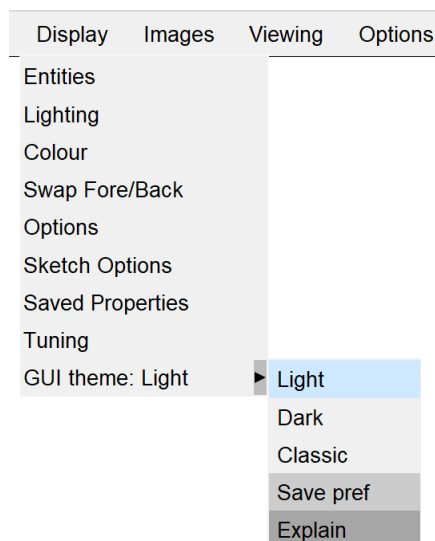 Display Images Viewing Options
Entities
Lighting
Colour
Swap Fore/Back
Options
Sketch Options
Saved Properties
Tuning
GUI theme: Light
Light
Dark
Classic
Save pref
Explain